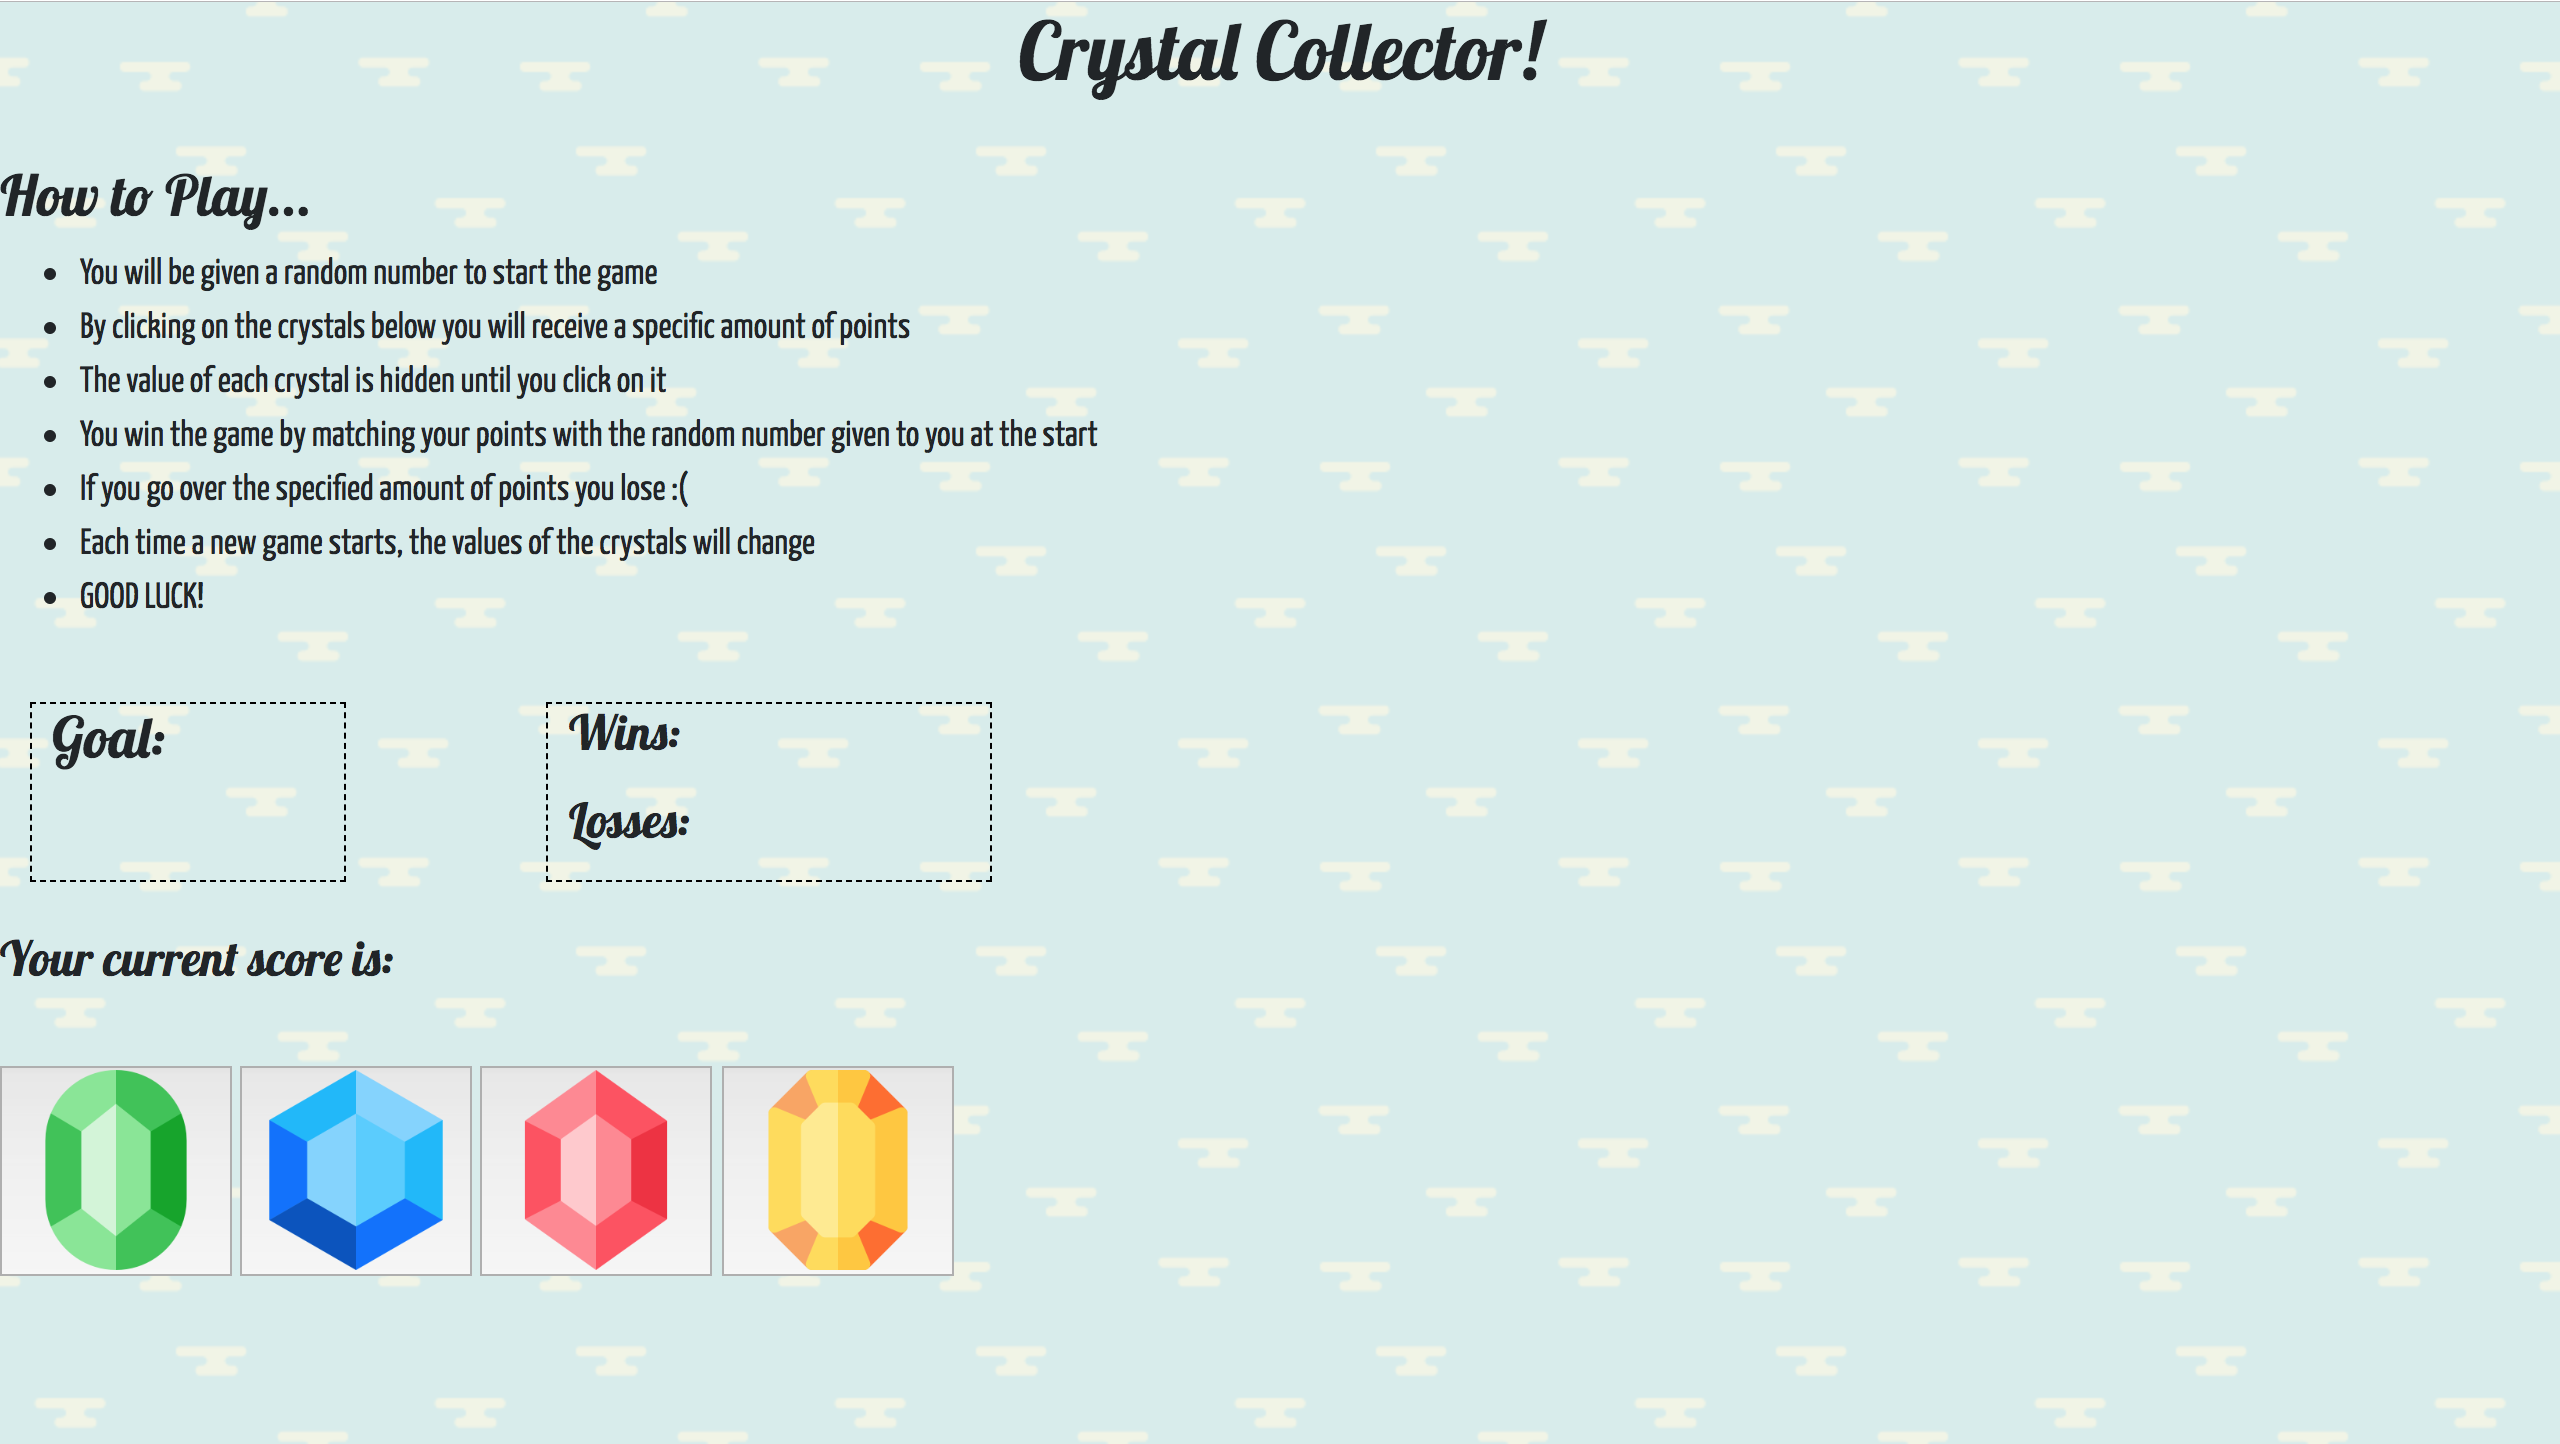 Crystal Collector!
How to Play...
You will be given a random number to start the game
By clicking on the crystals below you will receive a specific amount of points
The value of each crystal is hidden until you click on it
You win the game by matching your points with the random number given to you at the start
If you go over the specified amount of points you lose :(
Each time a new game starts, the values of the crystals will change
GOOD LUCK!
Goal:
Wins:
Losses:
Your current score is: